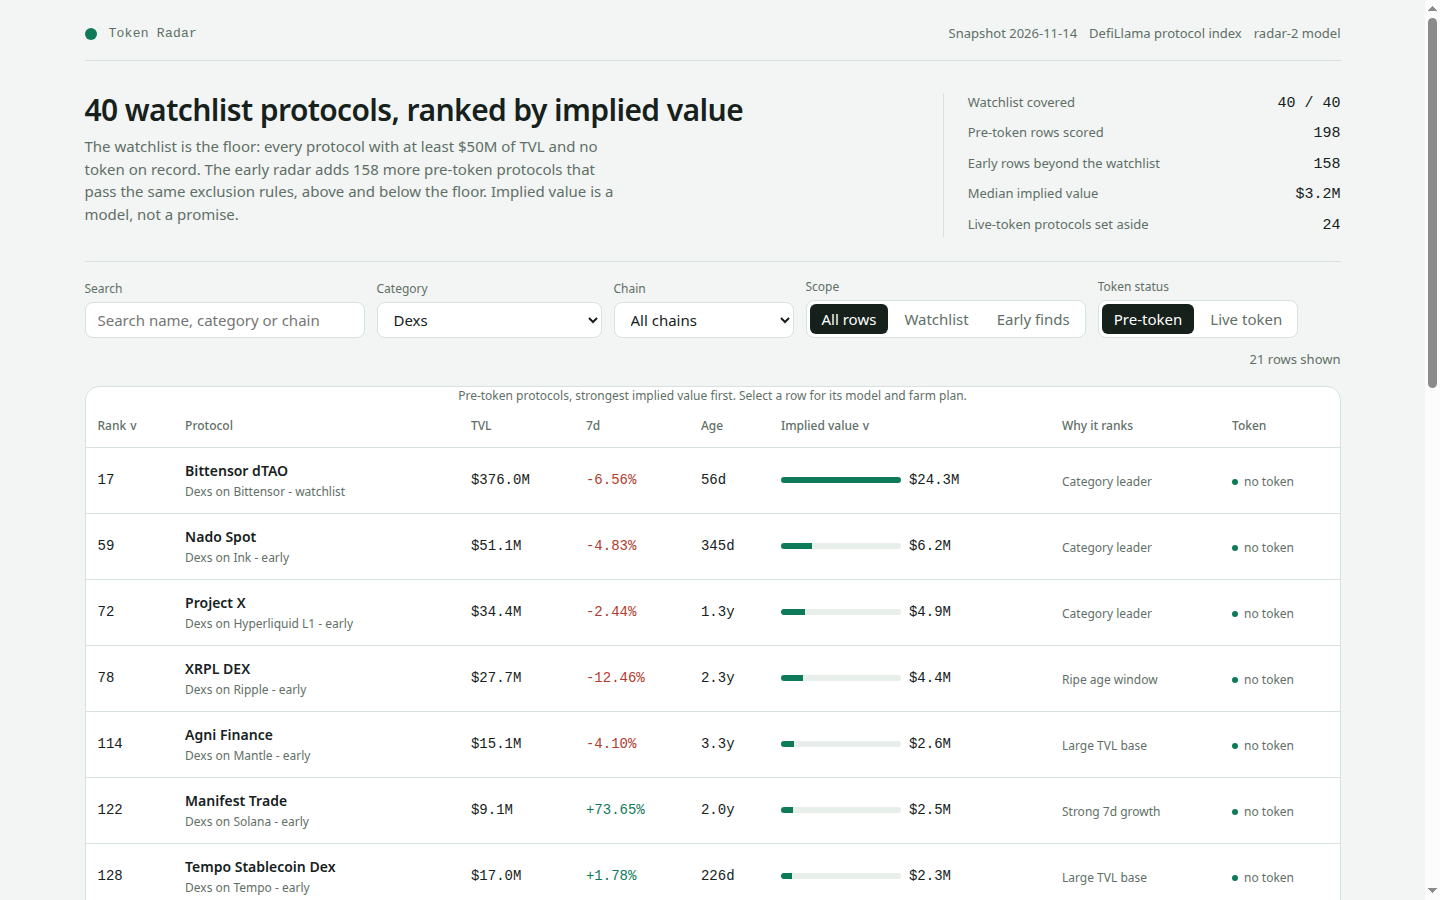 Token Radar
Snapshot 2026-11-14 DefiLlama protocol index radar-2 model
40 watchlist protocols, ranked by implied value
The watchlist is the floor: every protocol with at least $50M of TVL and no
token on record. The early radar adds 158 more pre-token protocols that
pass the same exclusion rules, above and below the floor. Implied value is a
model, not a promise.
Watchlist covered 40 / 40
Pre-token rows scored 198
Early rows beyond the watchlist 158
Median implied value $3.2M
Live-token protocols set aside 24
Search Category Chain Scope Token status
Search name, category or chain Dexs All chains All rows Watchlist Early finds Pre-token Live token
21 rows shown
Pre-token protocols, strongest implied value first. Select a row for its model and farm plan.
Rank v Protocol TVL 7d Age Implied value v Why it ranks Token
17 Bittensor dTAO $376.0M -6.56% 56d $24.3M Category leader no token
Dexs on Bittensor - watchlist
59 Nado Spot $51.1M -4.83% 345d $6.2M Category leader no token
Dexs on Ink - early
72 Project X $34.4M -2.44% 1.3y $4.9M Category leader no token
Dexs on Hyperliquid L1 - early
78 XRPL DEX $27.7M -12.46% 2.3y $4.4M Ripe age window no token
Dexs on Ripple - early
114 Agni Finance $15.1M -4.10% 3.3y $2.6M Large TVL base no token
Dexs on Mantle - early
122 Manifest Trade $9.1M +73.65% 2.0y $2.5M Strong 7d growth no token
Dexs on Solana - early
128 Tempo Stablecoin Dex $17.0M +1.78% 226d $2.3M Large TVL base no token
Dexs on Tempo - early